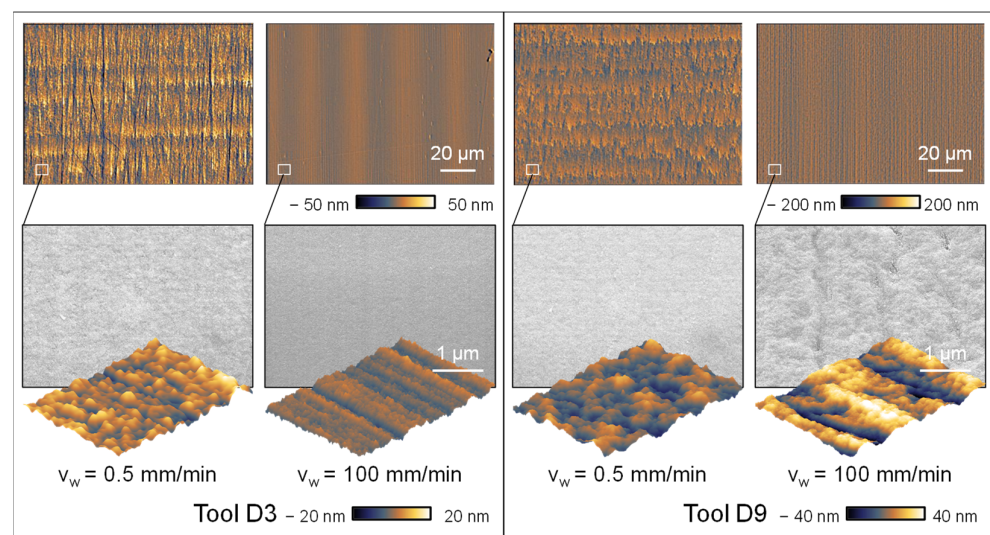 20 µm
20 µm
– 50 nm 50 nm
– 200 nm 200 nm
1 µm
1 µm
vw = 0.5 mm/min
vw = 100 mm/min
vw = 0.5 mm/min
vw = 100 mm/min
Tool D3 – 20 nm 20 nm
Tool D9 – 40 nm 40 nm